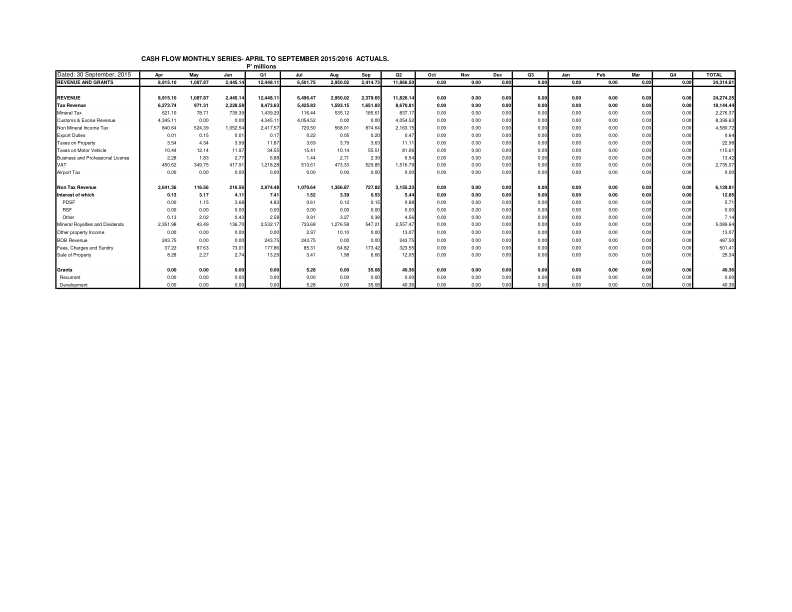 CASH FLOW MONTHLY SERIES- APRIL TO SEPTEMBER 2015/2016 ACTUALS.
P' millions
Dated: 30 September, 2015 Apr May Jun Q1 Jul Aug Sep Q2 Oct Nov Dec Q3 Jan Feb Mar Q4 TOTAL
REVENUE AND GRANTS 8,915.10 1,087.87 2,445.14 12,448.11 6,501.75 2,950.02 2,414.73 11,866.50 0.00 0.00 0.00 0.00 0.00 0.00 0.00 0.00 24,314.61
REVENUE 8,915.10 1,087.87 2,445.14 12,448.11 6,496.47 2,950.02 2,379.65 11,826.14 0.00 0.00 0.00 0.00 0.00 0.00 0.00 0.00 24,274.25
Tax Revenue 6,273.74 971.31 2,228.58 9,473.63 5,425.83 1,593.15 1,651.83 8,670.81 0.00 0.00 0.00 0.00 0.00 0.00 0.00 0.00 18,144.44
Mineral Tax 621.10 78.71 739.39 1,439.20 116.44 535.12 185.61 837.17 0.00 0.00 0.00 0.00 0.00 0.00 0.00 0.00 2,276.37
Customs & Excise Revenue 4,345.11 0.00 0.00 4,345.11 4,054.52 0.00 0.00 4,054.52 0.00 0.00 0.00 0.00 0.00 0.00 0.00 0.00 8,399.63
Non Mineral Income Tax 840.64 524.39 1,052.54 2,417.57 720.50 568.01 874.64 2,163.15 0.00 0.00 0.00 0.00 0.00 0.00 0.00 0.00 4,580.72
Export Duties 0.01 0.15 0.01 0.17 0.22 0.05 0.20 0.47 0.00 0.00 0.00 0.00 0.00 0.00 0.00 0.00 0.64
Taxes on Property 3.54 4.34 3.99 11.87 3.69 3.79 3.63 11.11 0.00 0.00 0.00 0.00 0.00 0.00 0.00 0.00 22.98
Taxes on Motor Vehicle 10.44 12.14 11.97 34.55 15.41 10.14 55.51 81.06 0.00 0.00 0.00 0.00 0.00 0.00 0.00 0.00 115.61
Business and Professional License 2.28 1.83 2.77 6.88 1.44 2.71 2.39 6.54 0.00 0.00 0.00 0.00 0.00 0.00 0.00 0.00 13.42
VAT 450.62 349.75 417.91 1,218.28 513.61 473.33 529.85 1,516.79 0.00 0.00 0.00 0.00 0.00 0.00 0.00 0.00 2,735.07
Airport Tax 0.00 0.00 0.00 0.00 0.00 0.00 0.00 0.00 0.00 0.00 0.00 0.00 0.00 0.00 0.00 0.00 0.00
Non Tax Revenue 2,641.36 116.56 216.56 2,974.48 1,070.64 1,356.87 727.82 3,155.33 0.00 0.00 0.00 0.00 0.00 0.00 0.00 0.00 6,129.81
Interest of which 0.13 3.17 4.11 7.41 1.52 3.39 0.53 5.44 0.00 0.00 0.00 0.00 0.00 0.00 0.00 0.00 12.85
PDSF 0.00 1.15 3.68 4.83 0.61 0.12 0.15 0.88 0.00 0.00 0.00 0.00 0.00 0.00 0.00 0.00 5.71
RSF 0.00 0.00 0.00 0.00 0.00 0.00 0.00 0.00 0.00 0.00 0.00 0.00 0.00 0.00 0.00 0.00 0.00
Other 0.13 2.02 0.43 2.58 0.91 3.27 0.38 4.56 0.00 0.00 0.00 0.00 0.00 0.00 0.00 0.00 7.14
Mineral Royalties and Dividends 2,351.98 43.49 136.70 2,532.17 733.68 1,276.58 547.21 2,557.47 0.00 0.00 0.00 0.00 0.00 0.00 0.00 0.00 5,089.64
Other property Income 0.00 0.00 0.00 0.00 2.97 10.10 0.00 13.07 0.00 0.00 0.00 0.00 0.00 0.00 0.00 0.00 13.07
BOB Revenue 243.75 0.00 0.00 243.75 243.75 0.00 0.00 243.75 0.00 0.00 0.00 0.00 0.00 0.00 0.00 0.00 487.50
Fees, Charges and Sundry 37.22 67.63 73.01 177.86 85.31 64.82 173.42 323.55 0.00 0.00 0.00 0.00 0.00 0.00 0.00 0.00 501.41
Sale of Property 8.28 2.27 2.74 13.29 3.41 1.98 6.66 12.05 0.00 0.00 0.00 0.00 0.00 0.00 0.00 0.00 25.34
0.00
Grants 0.00 0.00 0.00 0.00 5.28 0.00 35.08 40.36 0.00 0.00 0.00 0.00 0.00 0.00 0.00 0.00 40.36
Recurrent 0.00 0.00 0.00 0.00 0.00 0.00 0.00 0.00 0.00 0.00 0.00 0.00 0.00 0.00 0.00 0.00 0.00
Development 0.00 0.00 0.00 0.00 5.28 0.00 35.08 40.36 0.00 0.00 0.00 0.00 0.00 0.00 0.00 0.00 40.36